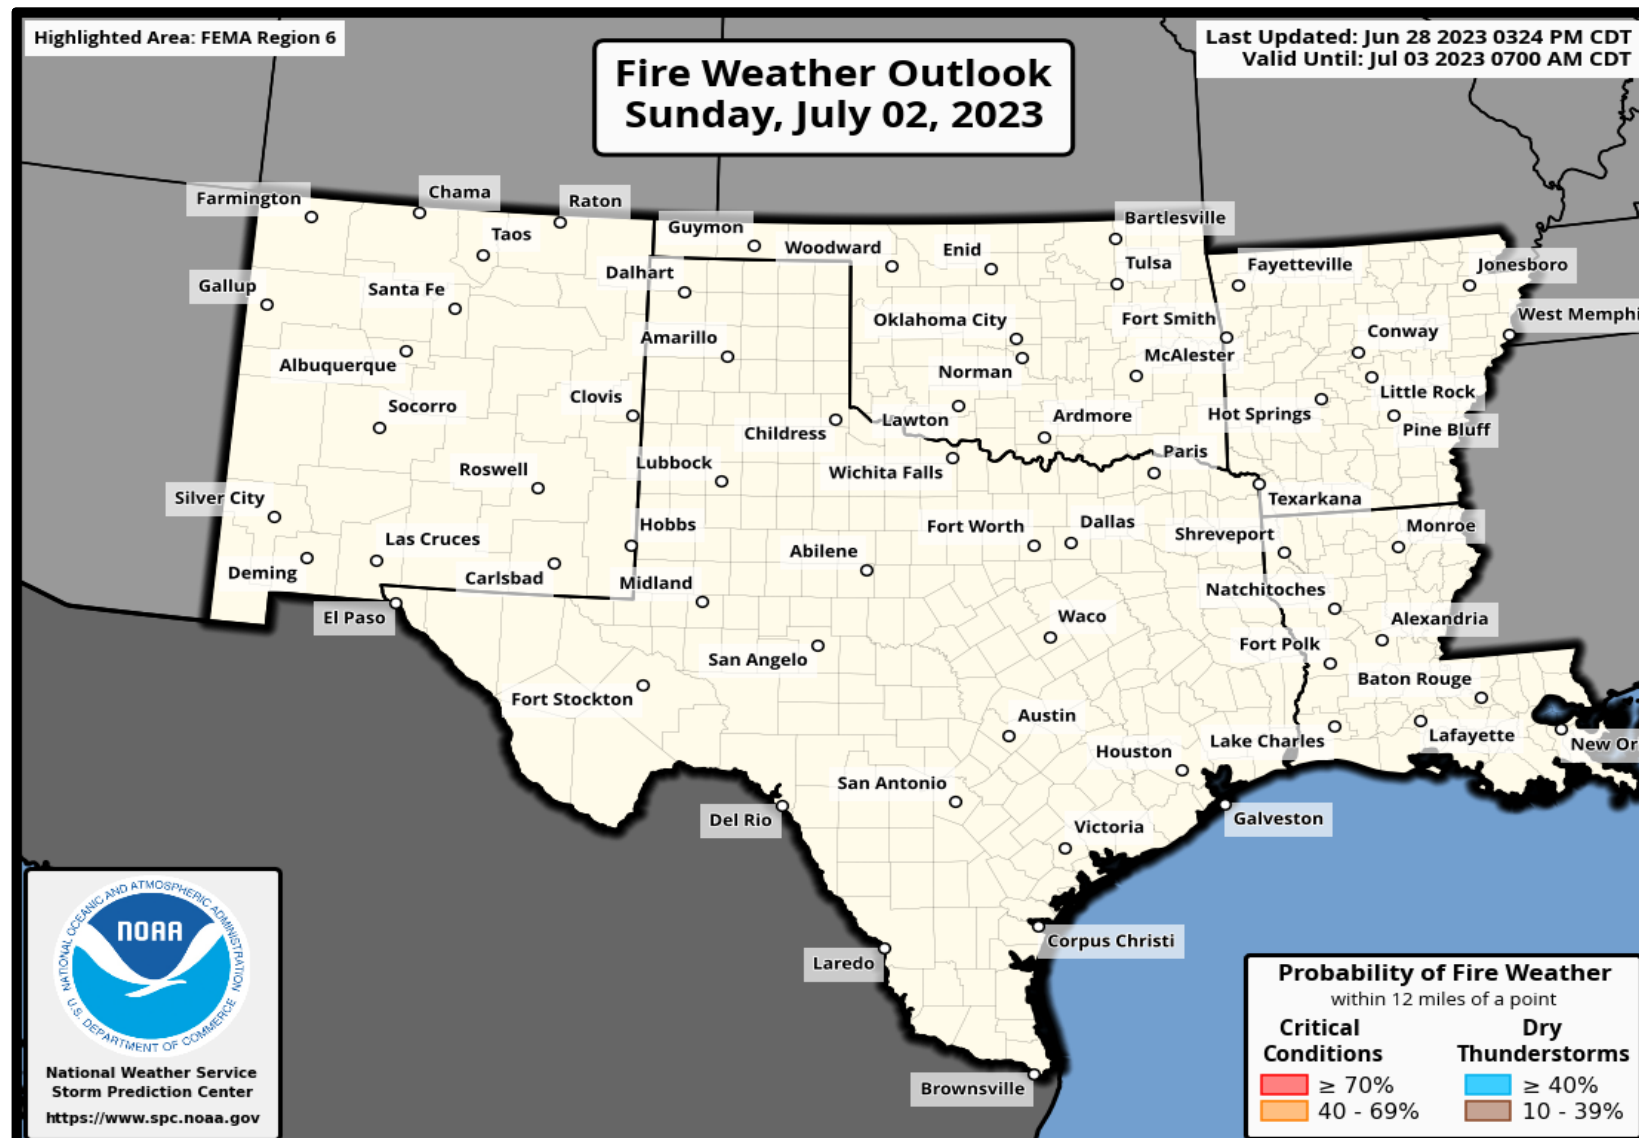 Highlighted Area: FEMA Region 6
Last Updated: Jun 28 2023 0324 PM CDT
Valid Until: Jul 03 2023 0700 AM CDT
Fire Weather Outlook
Sunday, July 02, 2023
Farmington
Chama
Raton
Taos
Guymon
Woodward
Enid
Bartlesville
Tulsa
Fayetteville
Jonesboro
Gallup
Santa Fe
Dalhart
Oklahoma City
Fort Smith
West Memphi
Amarillo
Conway
Albuquerque
Norman
McAlester
Little Rock
Socorro
Clovis
Childress
Lawton
Ardmore
Hot Springs
Pine Bluff
Roswell
Lubbock
Wichita Falls
Paris
Silver City
Texarkana
Las Cruces
Hobbs
Fort Worth
Dallas
Shreveport
Monroe
Deming
Carlsbad
Midland
Abilene
Natchitoches
El Paso
Waco
Alexandria
San Angelo
Fort Polk
Fort Stockton
Baton Rouge
Austin
Houston
Lake Charles
Lafayette
New Or
San Antonio
Del Rio
Victoria
Galveston
Corpus Christi
Laredo
Brownsville
NATIONAL OCEANIC AND ATMOSPHERIC ADMINISTRATION
NOAA
U.S. DEPARTMENT OF COMMERCE
National Weather Service
Storm Prediction Center
https://www.spc.noaa.gov
Probability of Fire Weather
within 12 miles of a point
Critical Conditions
≥ 70%
40 - 69%
Dry Thunderstorms
≥ 40%
10 - 39%